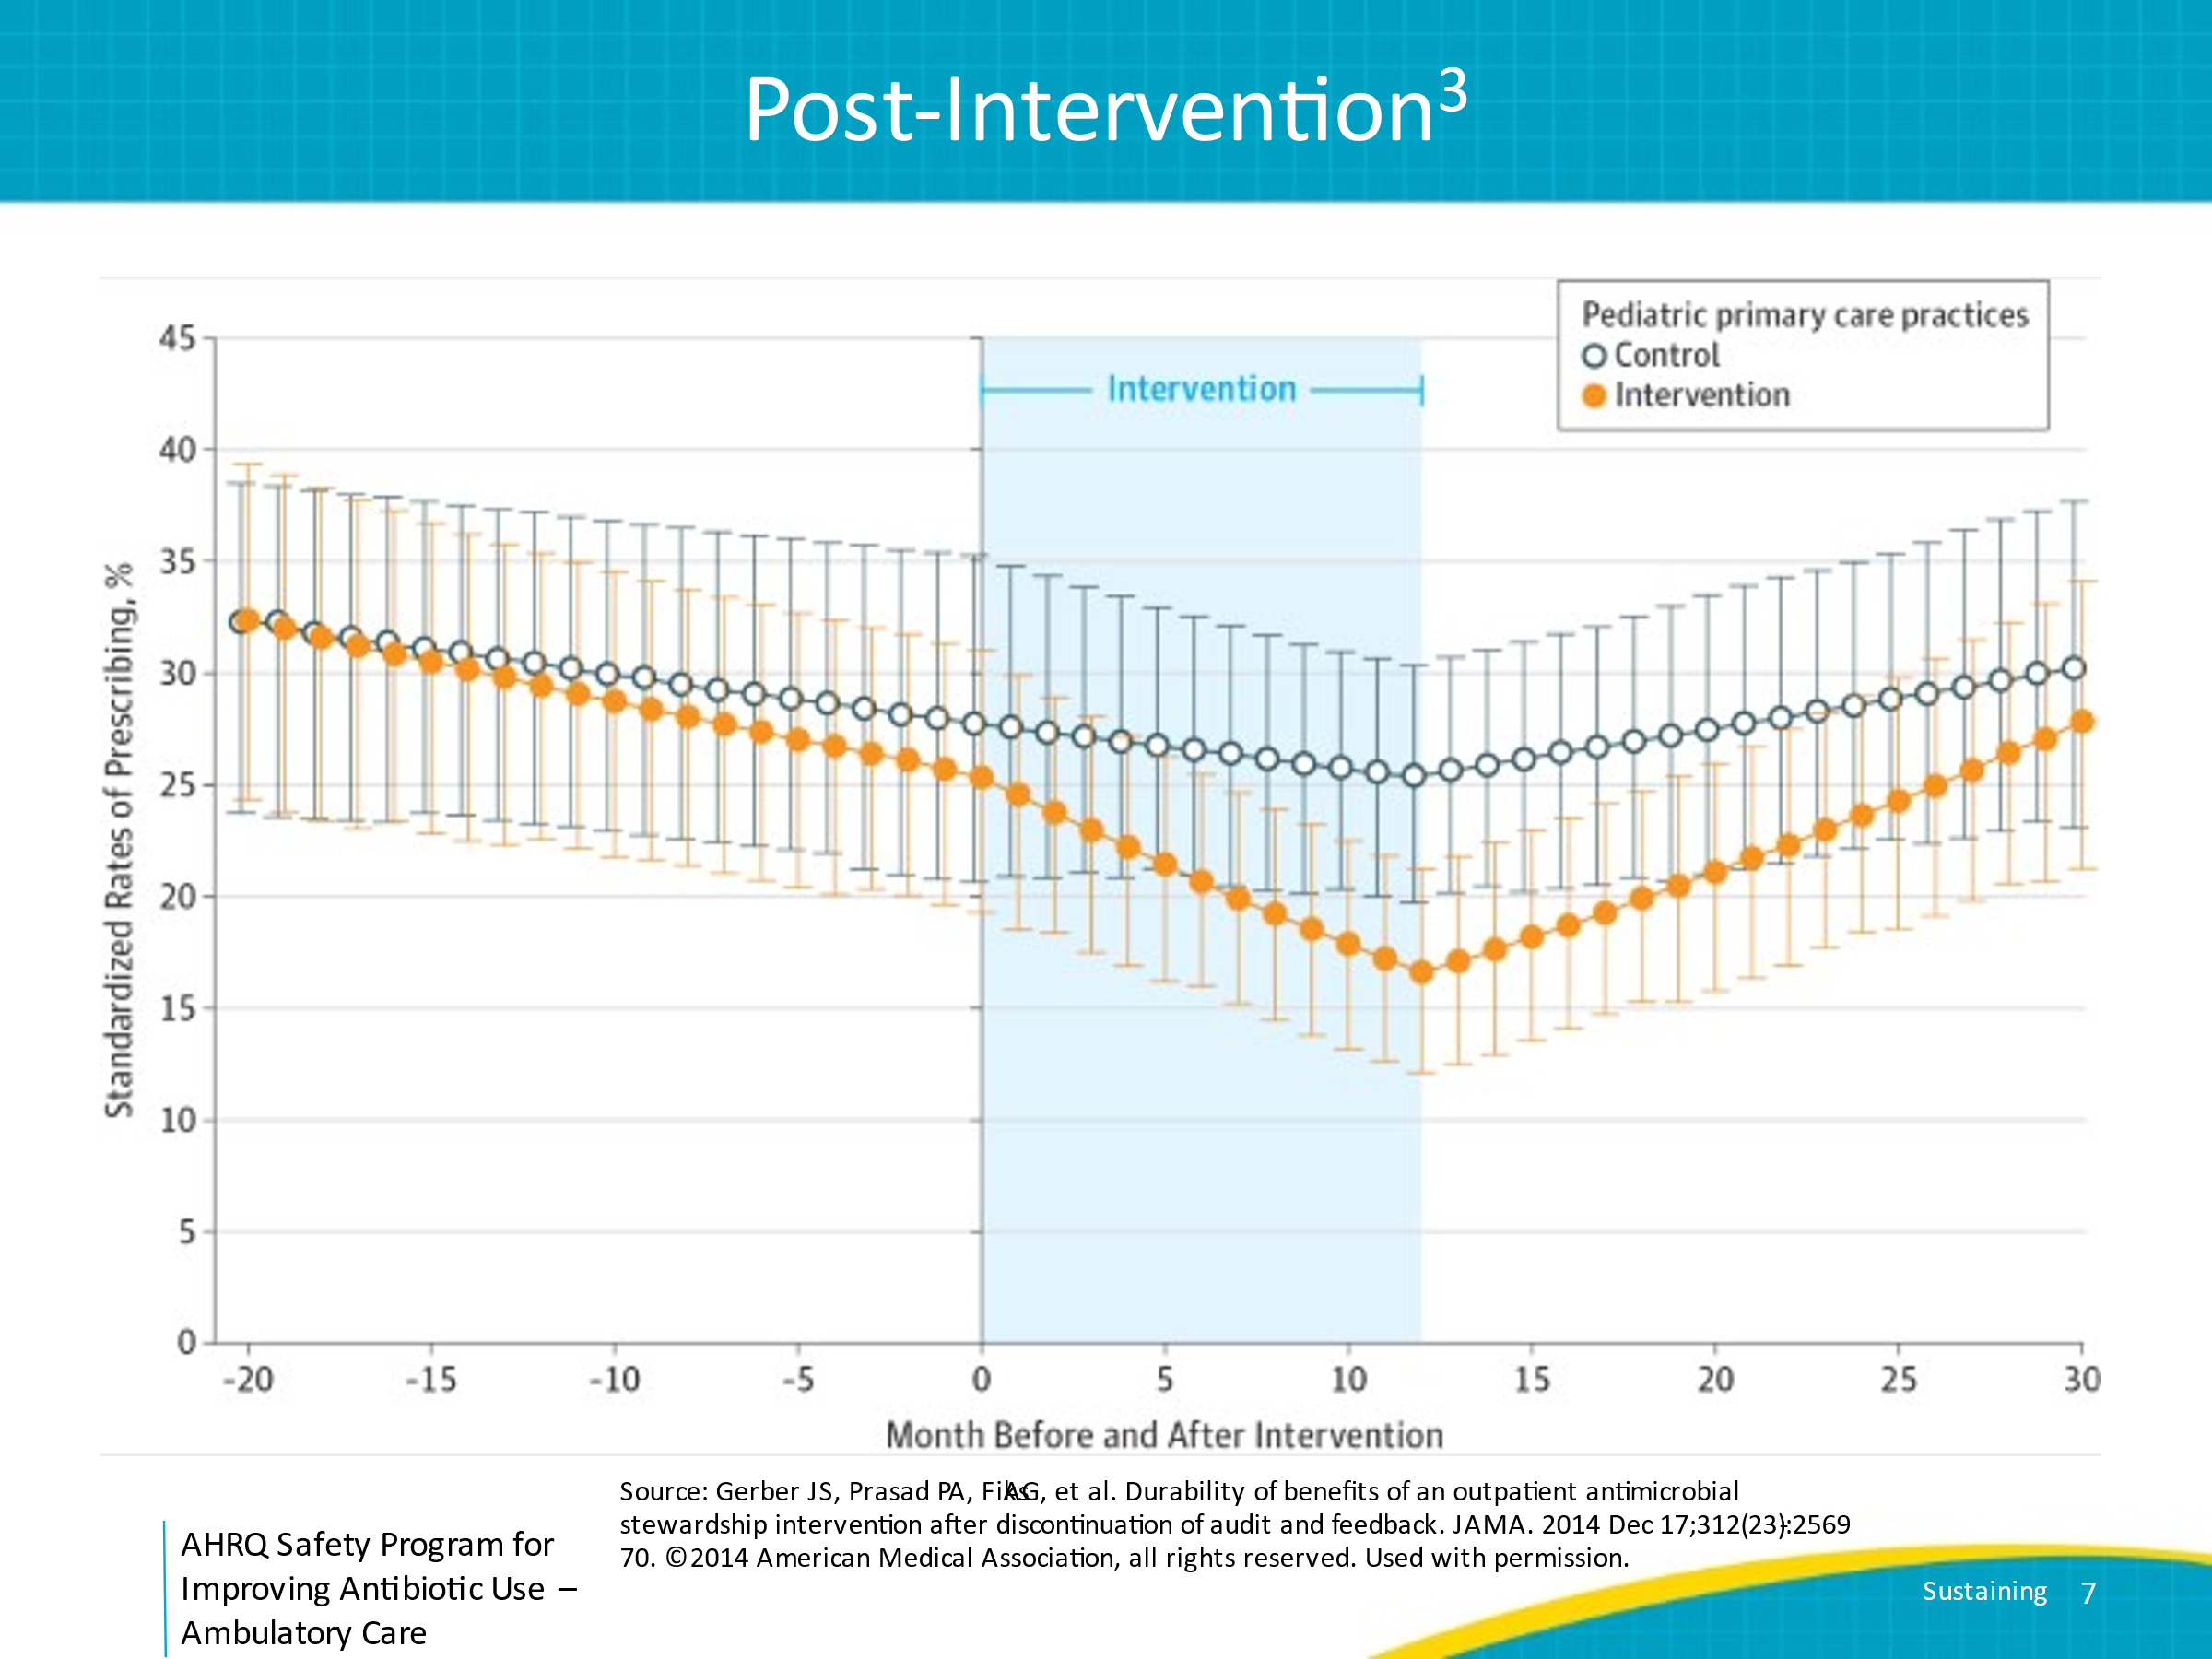 Post-Intervention³
Pediatric primary care practices
Control
Intervention
Intervention
45
40
35
30
25
20
15
10
5
0
Standardized Rates of Prescribing, %
-20 -15 -10 -5 0 5 10 15 20 25 30
Month Before and After Intervention
Source: Gerber JS, Prasad PA, Fiks AG, et al. Durability of benefits of an outpatient antimicrobial
stewardship intervention after discontinuation of audit and feedback. JAMA. 2014 Dec 17;312(23):2569-
70. ©2014 American Medical Association, all rights reserved. Used with permission.
AHRQ Safety Program for
Improving Antibiotic Use –
Ambulatory Care
Sustaining 7